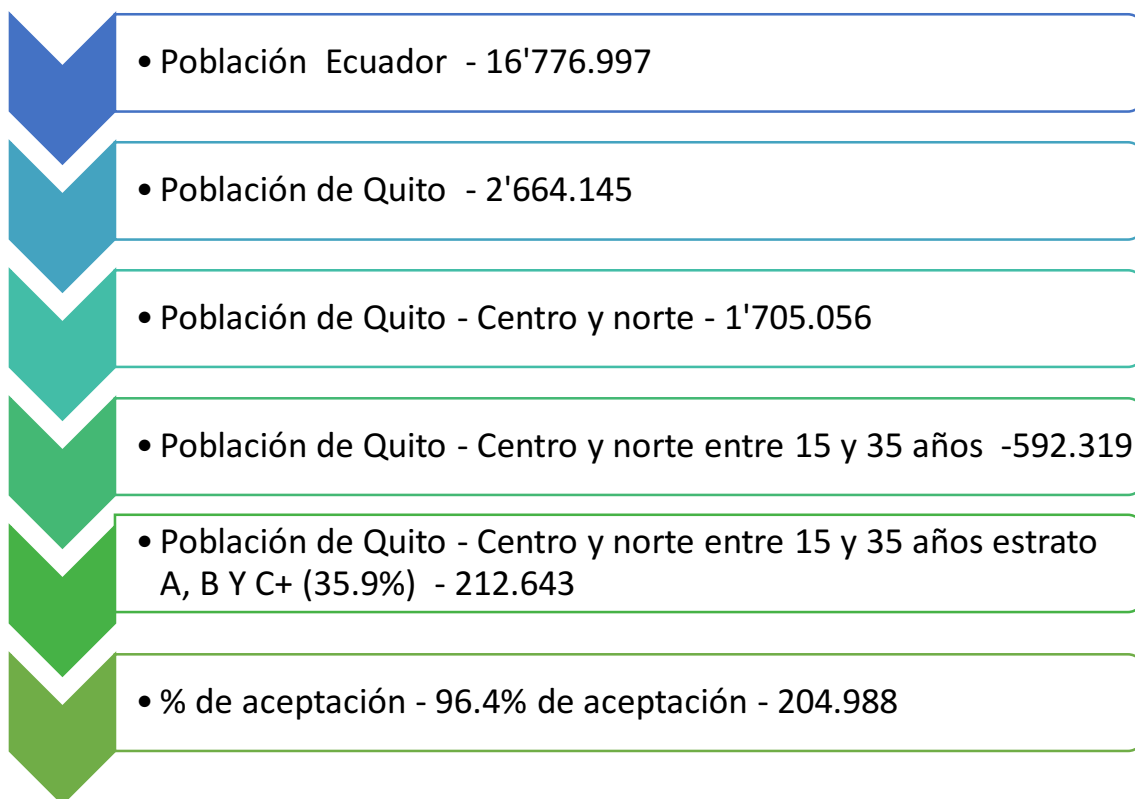 • Población Ecuador - 16'776.997
• Población de Quito - 2'664.145
• Población de Quito - Centro y norte - 1'705.056
• Población de Quito - Centro y norte entre 15 y 35 años -592.319
• Población de Quito - Centro y norte entre 15 y 35 años estrato
A, B Y C+ (35.9%) - 212.643
• % de aceptación - 96.4% de aceptación - 204.988